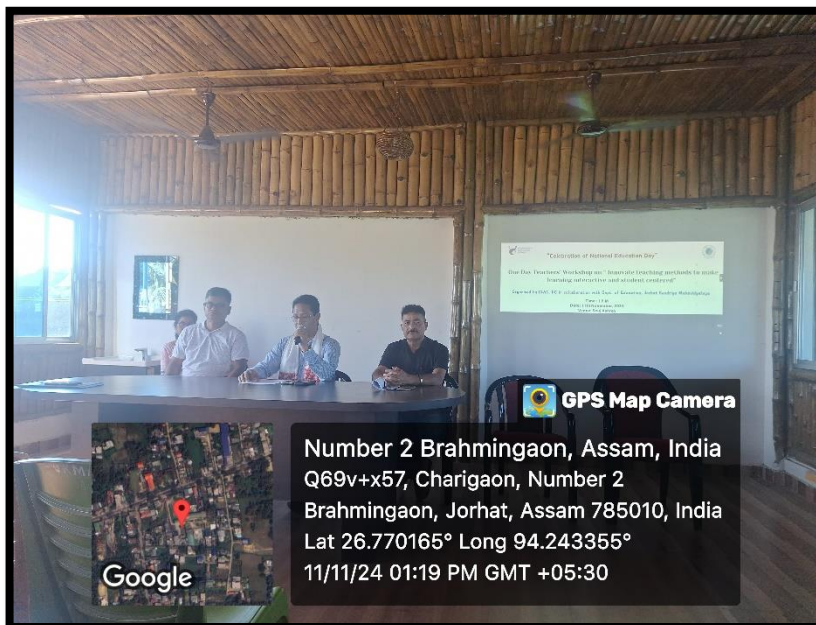 "Celebration of National Education Day"
One Day Teachers' Workshop on " Innovate teaching methods to make
learning interactive and student centered"
GPS Map Camera
Number 2 Brahmingaon, Assam, India
Q69v+x57, Charigaon, Number 2
Brahmingaon, Jorhat, Assam 785010, India
Lat 26.770165° Long 94.243355°
11/11/24 01:19 PM GMT +05:30
Google